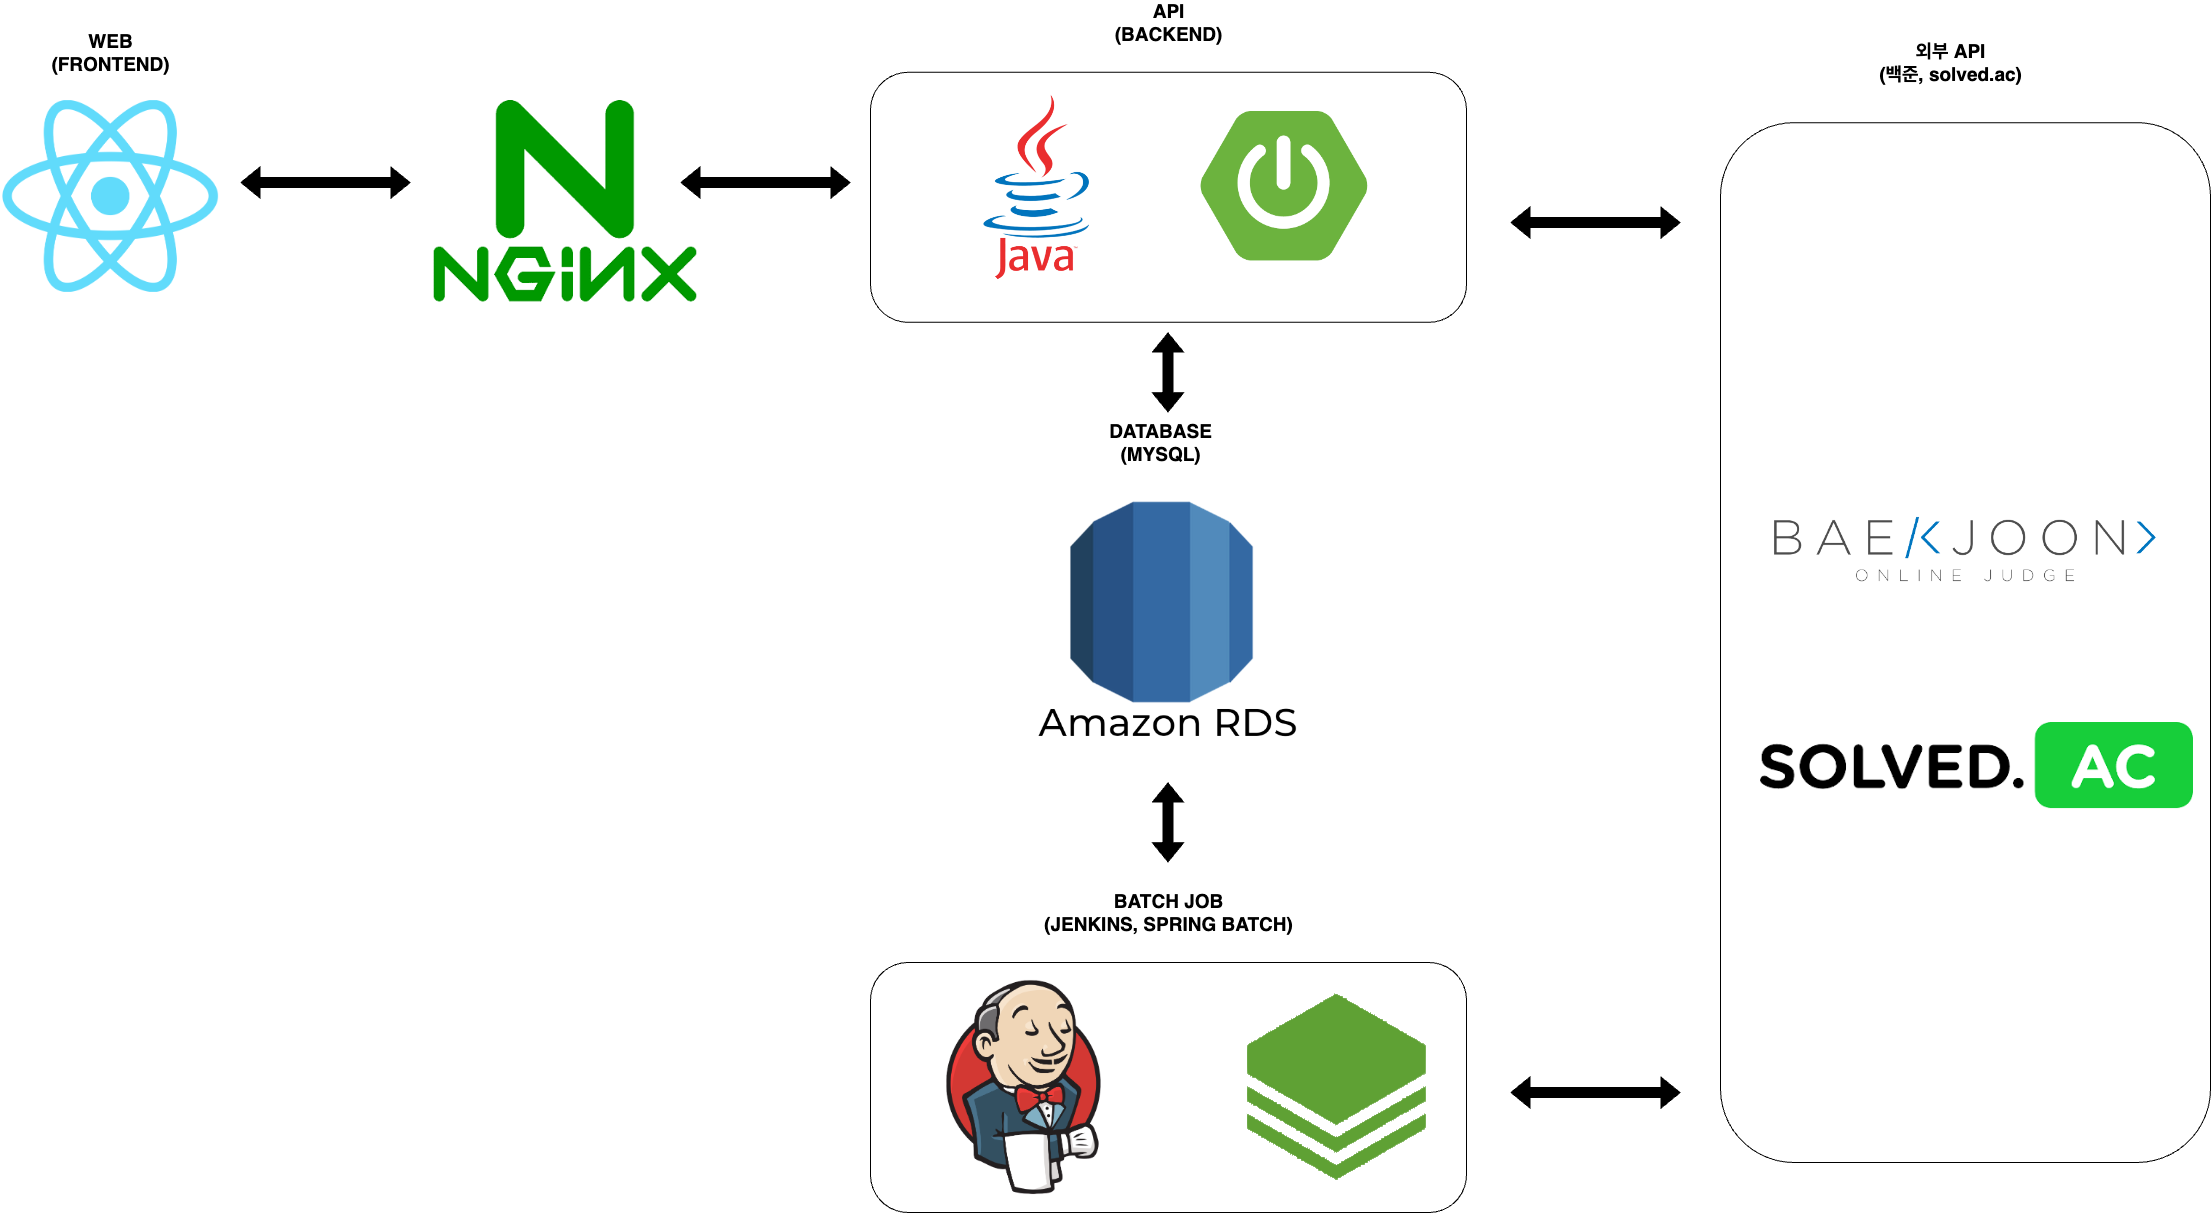 WEB
(FRONTEND)
NGINX
API
(BACKEND)
Java
외부 API
(백준, solved.ac)
DATABASE
(MYSQL)
Amazon RDS
BAEKJOON>
ONLINE JUDGE
SOLVED.AC
BATCH JOB
(JENKINS, SPRING BATCH)